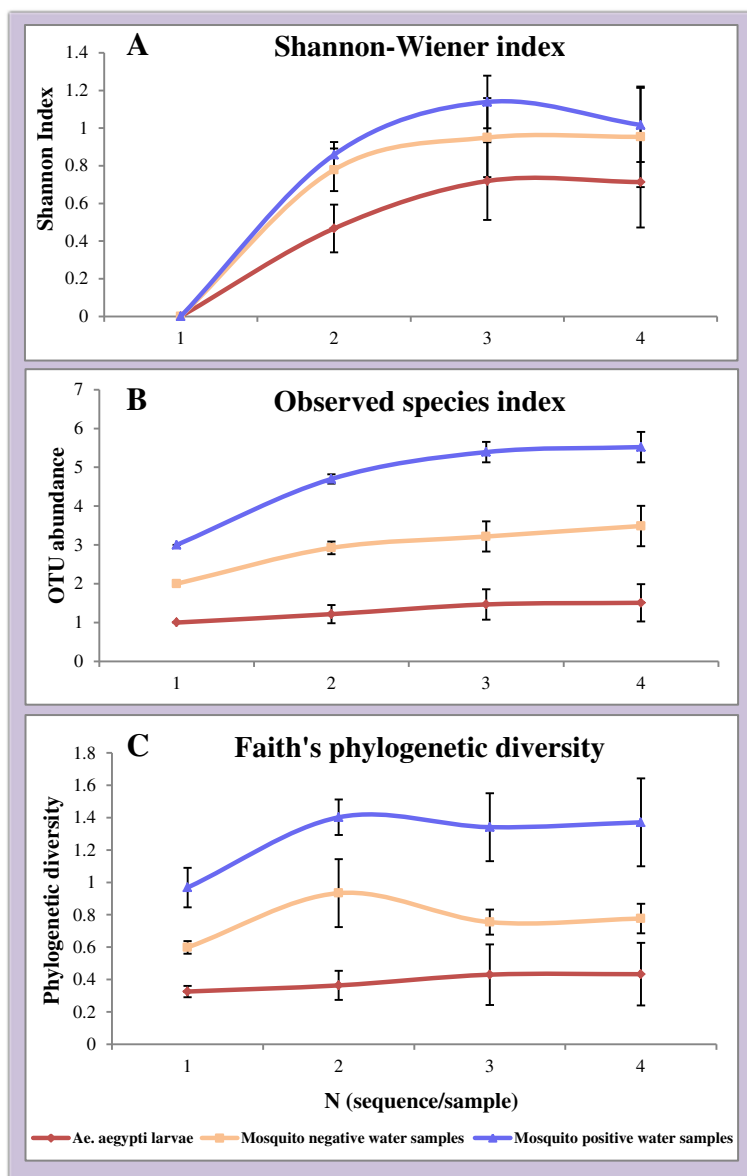 A Shannon-Wiener index
Shannon Index
1.4
1.2
1
0.8
0.6
0.4
0.2
0
1 2 3 4
B Observed species index
OTU abundance
7
6
5
4
3
2
1
0
1 2 3 4
C Faith's phylogenetic diversity
Phylogenetic diversity
1.8
1.6
1.4
1.2
1
0.8
0.6
0.4
0.2
0
1 2 3 4
N (sequence/sample)
Ae. aegypti larvae Mosquito negative water samples Mosquito positive water samples